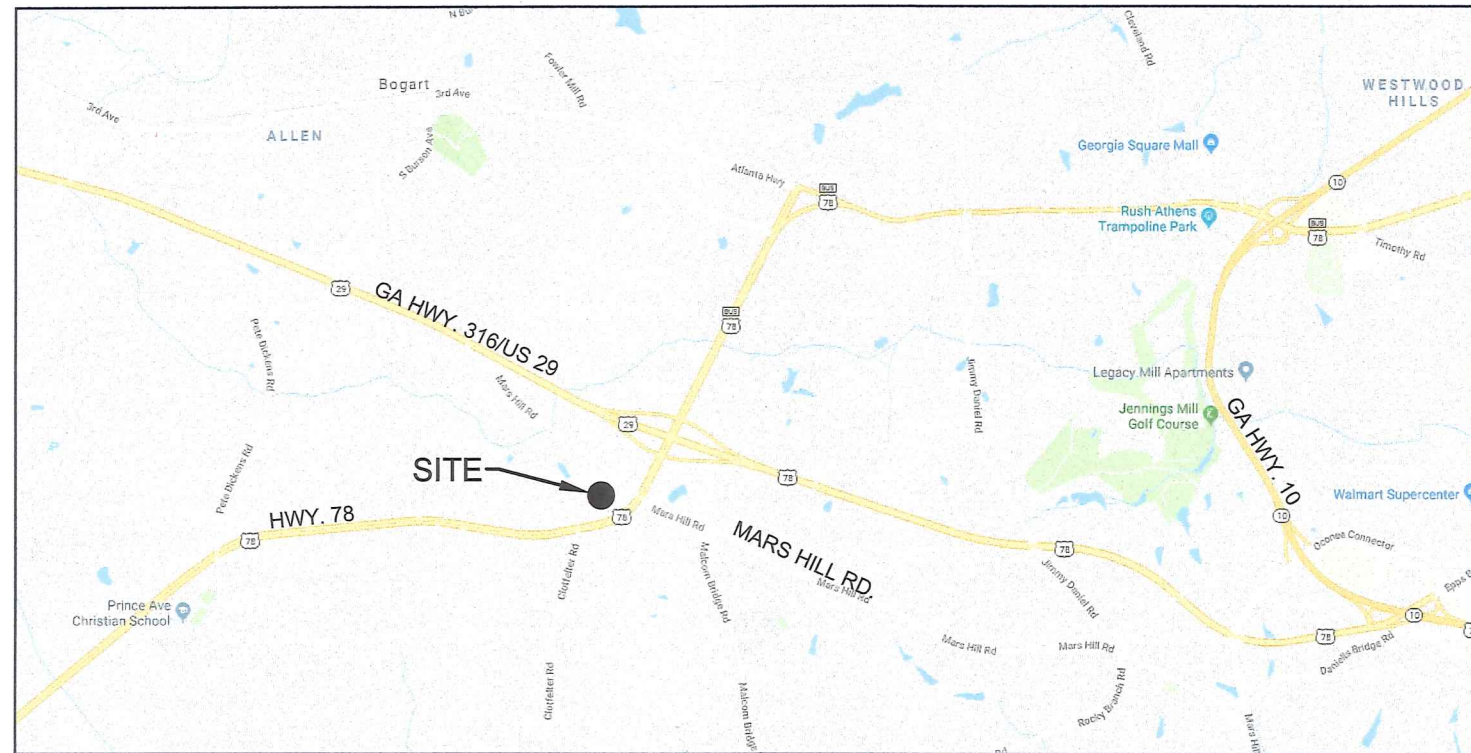 Cleveland Rd
Bogart
3rd Ave
Fowler Mill Rd
3rd Ave
ALLEN
S Burson Ave
WESTWOOD
HILLS
Georgia Square Mall
Atlanta Hwy
BUS
78
10
Rush Athens
Trampoline Park
BUS
78
Timothy Rd
29
GA HWY. 316/US 29
BUS
78
Pete Dickens Rd
Mars Hill Rd
Jimmy Daniel Rd
Legacy Mill Apartments
Jennings Mill
Golf Course
GA HWY. 10
29
SITE
78
Pete Dickens Rd
Walmart Supercenter
HWY. 78
78
78
Mars Hill Rd
MARS HILL RD.
10
Oconee Connector
Clotfelter Rd
Malcom Bridge Rd
78
Jimmy Daniel Rd
Mars Hill Rd
Epps B
Prince Ave
Christian School
10
78
Daniells Bridge Rd
Mars Hill Rd
Mars Hill Rd
Clotfelter Rd
Malcom Bridge
Rocky Branch Rd
Mars Hil
Rd